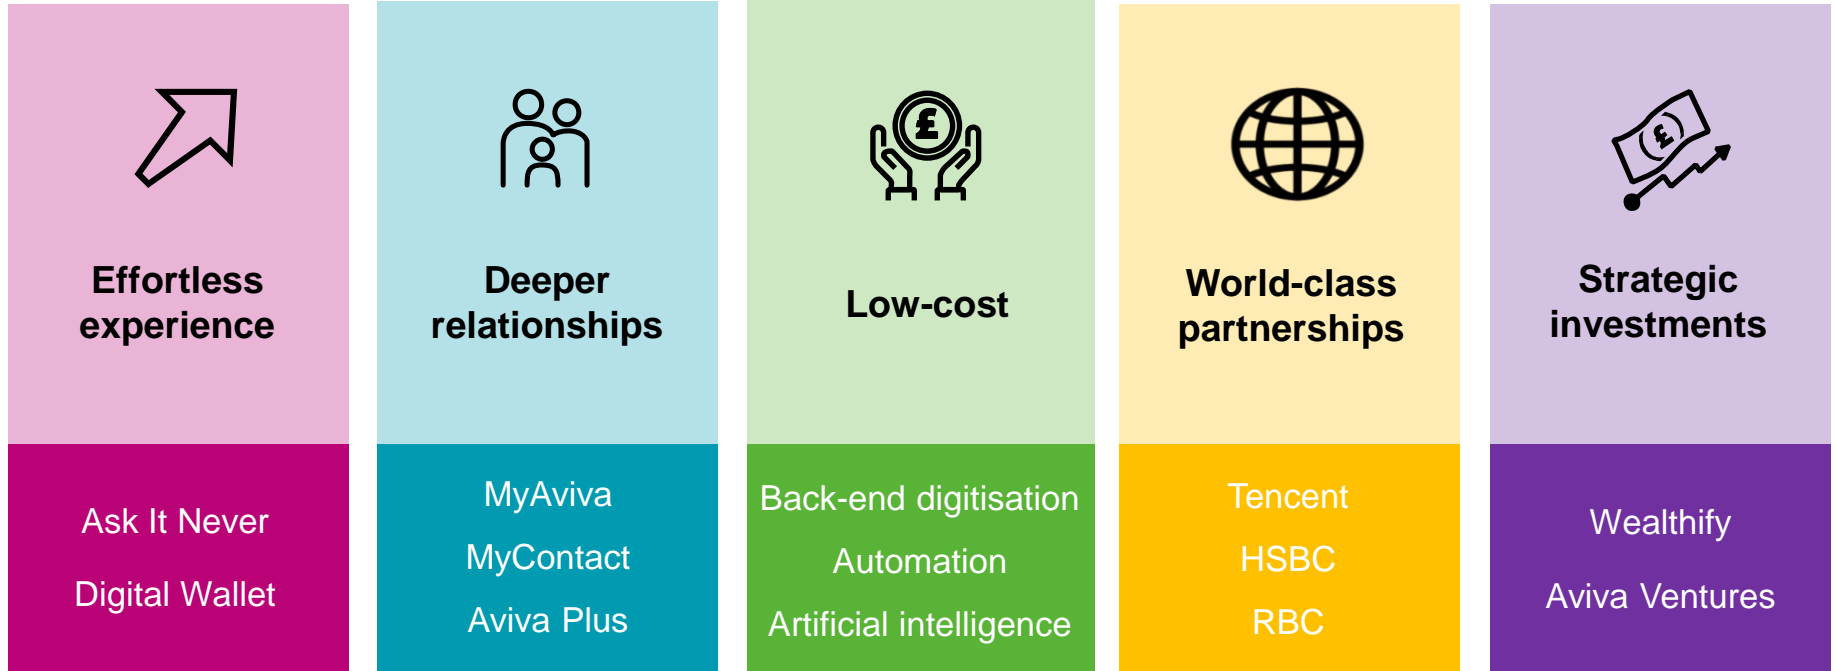 Effortless
experience
Ask It Never
Digital Wallet
£
Deeper
relationships
MyAviva
MyContact
Aviva Plus
Low-cost
Back-end digitisation
Automation
Artificial intelligence
World-class
partnerships
Tencent
HSBC
RBC
£
Strategic
investments
Wealthify
Aviva Ventures